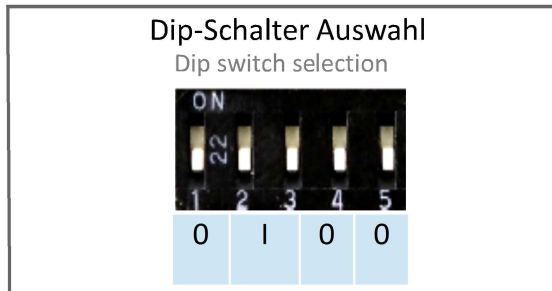 Dip-Schalter Auswahl
Dip switch selection
ON
22
1 2 3 4 5
0 I 0 0